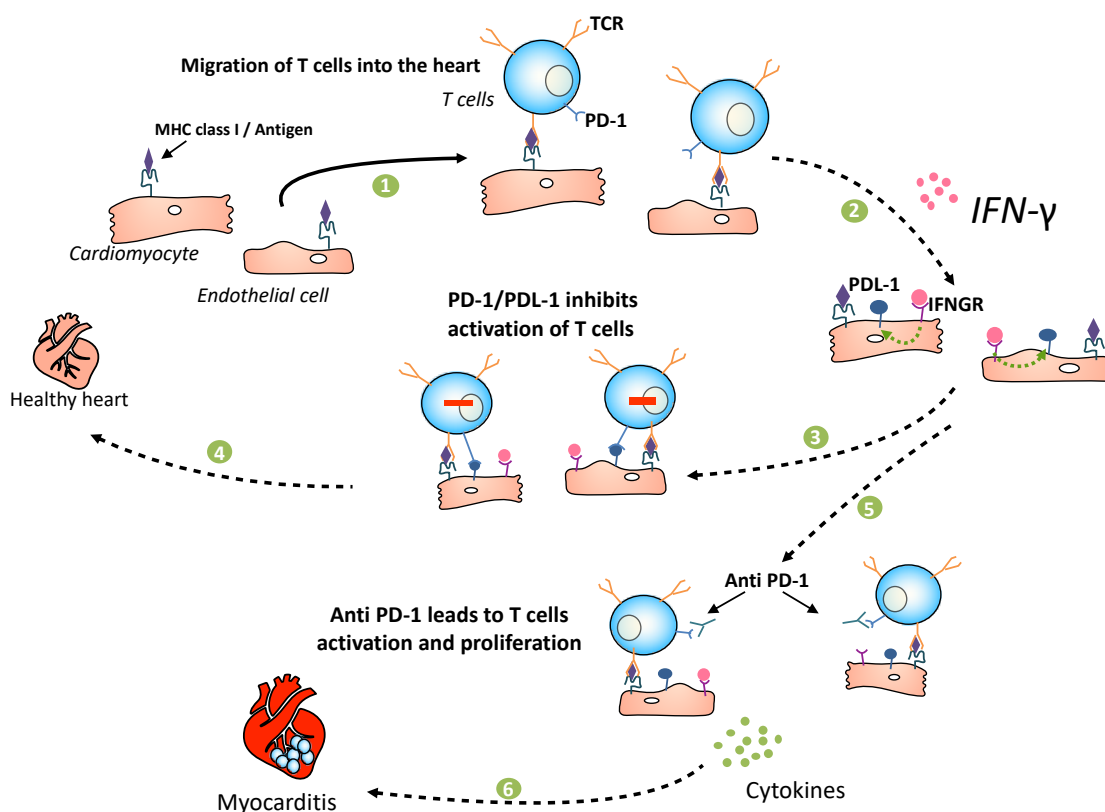 TCR
Migration of T cells into the heart
T cells
PD-1
MHC class I / Antigen
1
2
IFN-γ
Cardiomyocyte
Endothelial cell
PDL-1
IFNGR
PD-1/PDL-1 inhibits
activation of T cells
Healthy heart
3
4
5
Anti PD-1
Anti PD-1 leads to T cells
activation and proliferation
6
Cytokines
Myocarditis